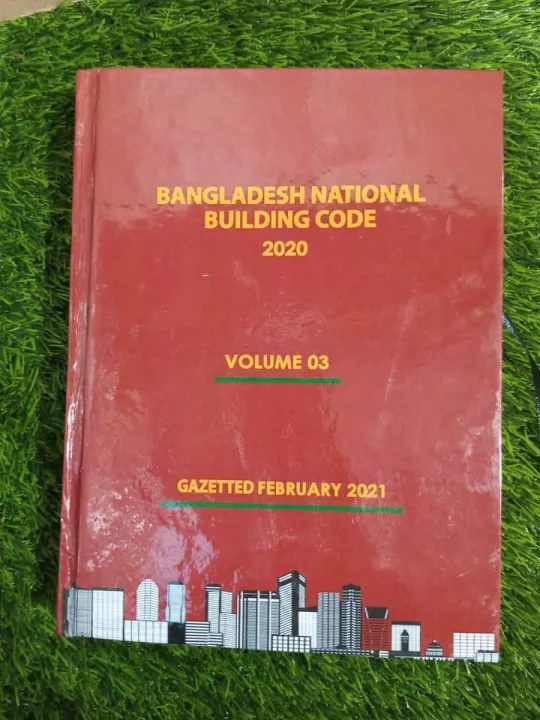 BANGLADESH NATIONAL
BUILDING CODE
2020
VOLUME 03
GAZETTED FEBRUARY 2021